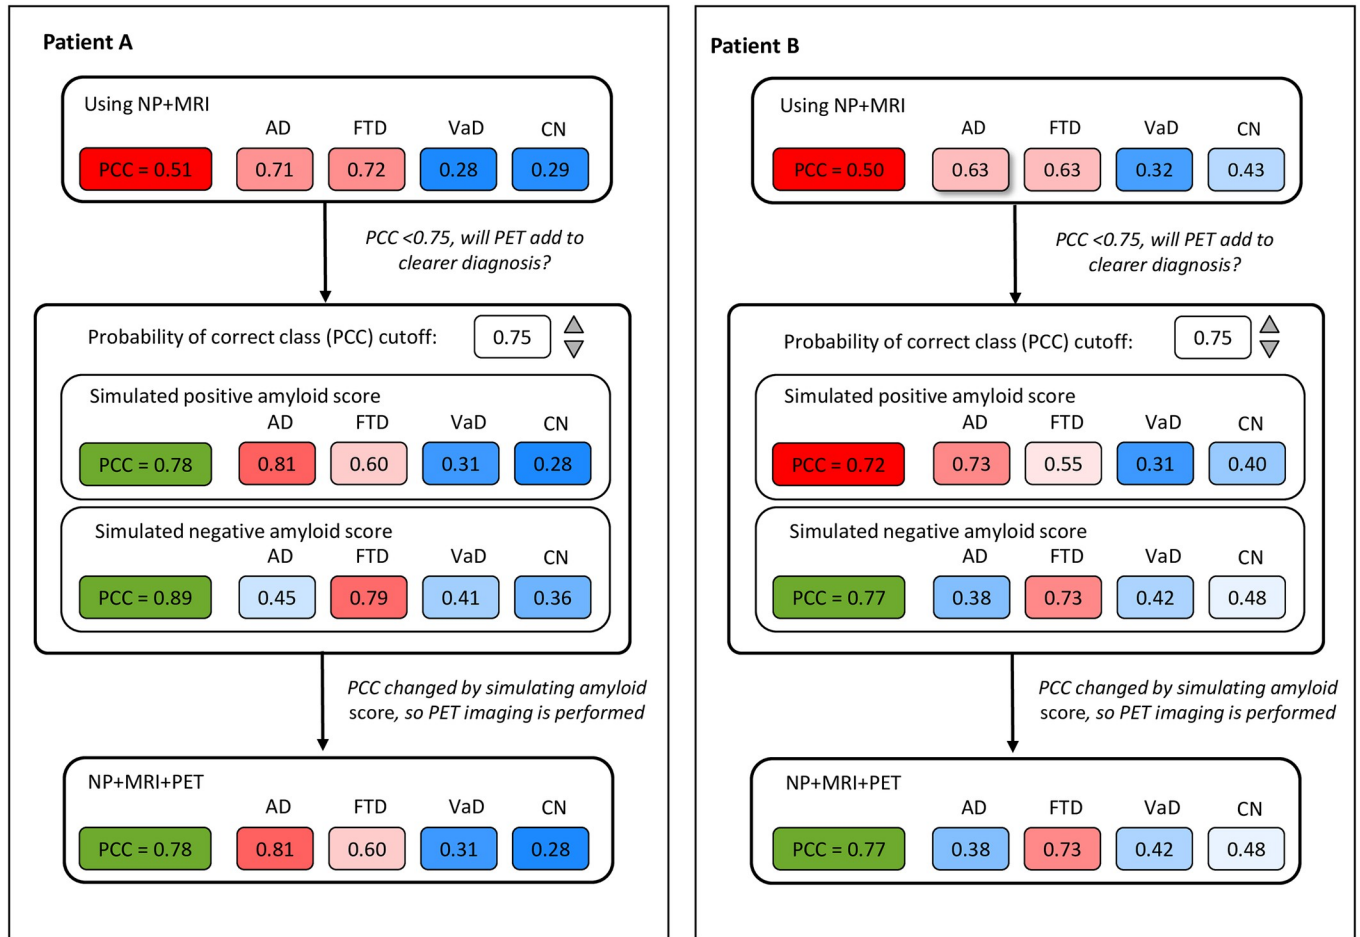 Patient A
Using NP+MRI
AD FTD VaD CN
PCC = 0.51 0.71 0.72 0.28 0.29
PCC <0.75, will PET add to
clearer diagnosis?
Probability of correct class (PCC) cutoff: 0.75
Simulated positive amyloid score
AD FTD VaD CN
PCC = 0.78 0.81 0.60 0.31 0.28
Simulated negative amyloid score
AD FTD VaD CN
PCC = 0.89 0.45 0.79 0.41 0.36
PCC changed by simulating amyloid
score, so PET imaging is performed
NP+MRI+PET
AD FTD VaD CN
PCC = 0.78 0.81 0.60 0.31 0.28
Patient B
Using NP+MRI
AD FTD VaD CN
PCC = 0.50 0.63 0.63 0.32 0.43
PCC <0.75, will PET add to
clearer diagnosis?
Probability of correct class (PCC) cutoff: 0.75
Simulated positive amyloid score
AD FTD VaD CN
PCC = 0.72 0.73 0.55 0.31 0.40
Simulated negative amyloid score
AD FTD VaD CN
PCC = 0.77 0.38 0.73 0.42 0.48
PCC changed by simulating amyloid
score, so PET imaging is performed
NP+MRI+PET
AD FTD VaD CN
PCC = 0.77 0.38 0.73 0.42 0.48